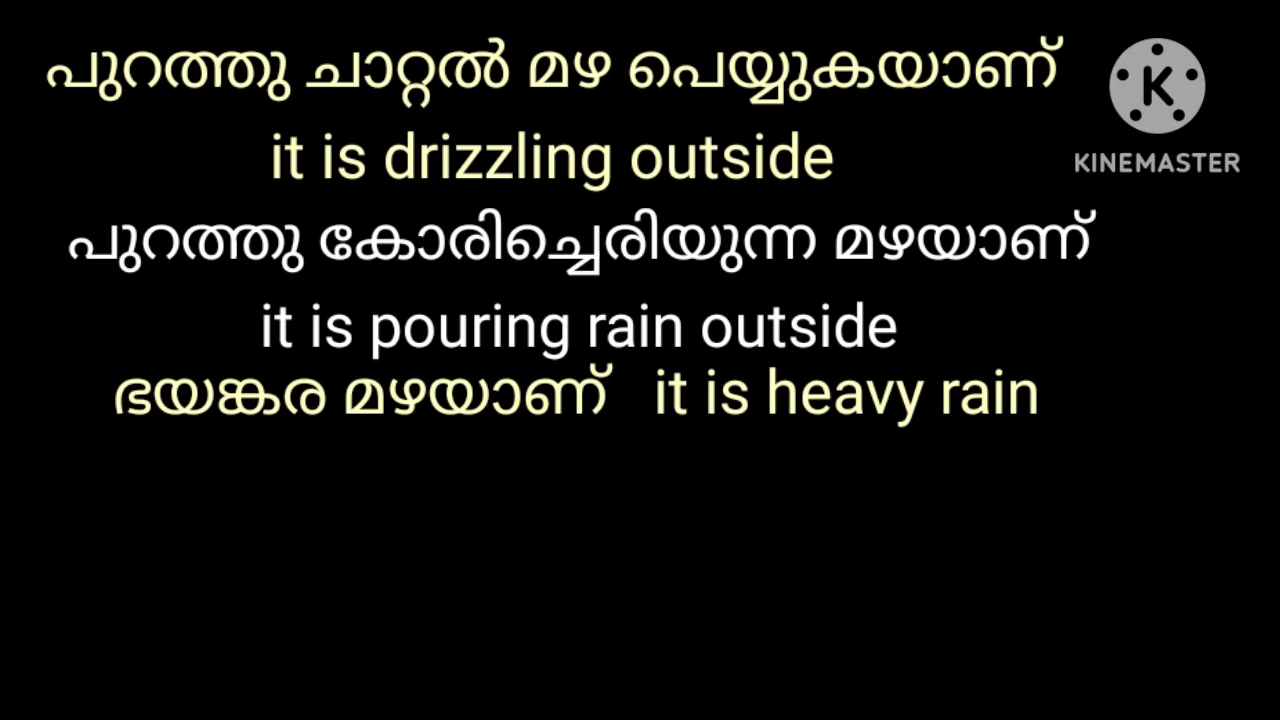 പുറത്തു ചാറ്റൽ മഴ പെയ്യുകയാണ്
it is drizzling outside
KINEMASTER
പുറത്തു കോരിച്ചെരിയുന്ന മഴയാണ്
it is pouring rain outside
ഭയങ്കര മഴയാണ് it is heavy rain